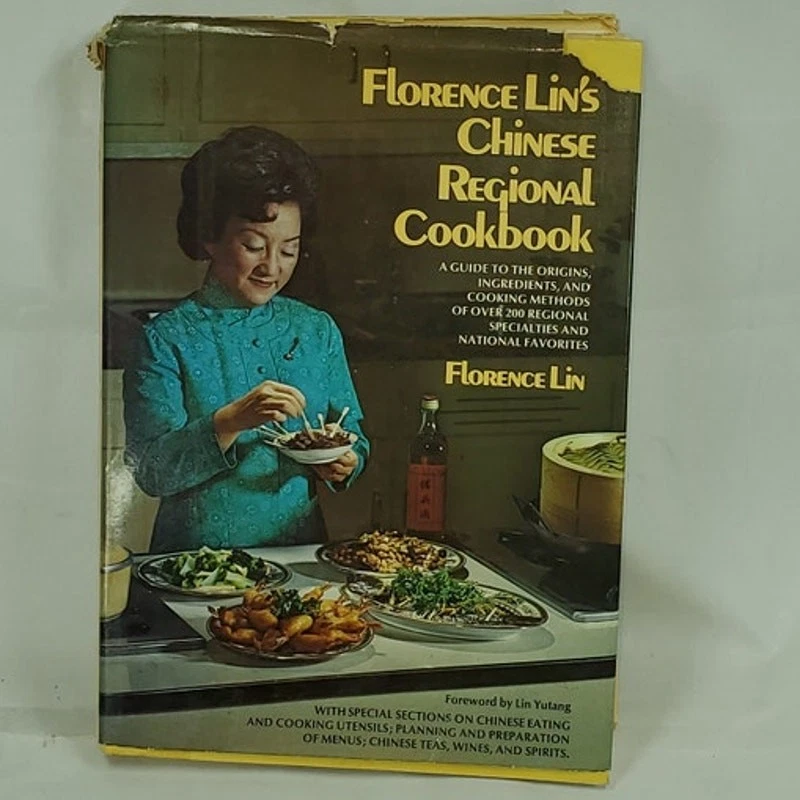 Florence Lin's
Chinese
Regional
Cookbook
A GUIDE TO THE ORIGINS,
INGREDIENTS, AND
COOKING METHODS
OF OVER 200 REGIONAL
SPECIALTIES AND
NATIONAL FAVORITES
Florence Lin
Foreword by Lin Yutang
WITH SPECIAL SECTIONS ON CHINESE EATING
AND COOKING UTENSILS; PLANNING AND PREPARATION
OF MENUS; CHINESE TEAS, WINES, AND SPIRITS.